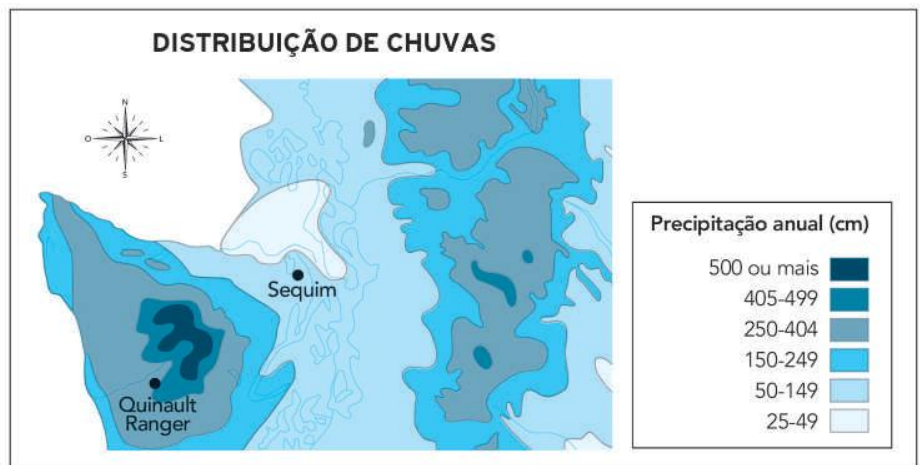 DISTRIBUIÇÃO DE CHUVAS
N
O
L
S
Sequim
Quinault
Ranger
Precipitação anual (cm)
500 ou mais
405-499
250-404
150-249
50-149
25-49